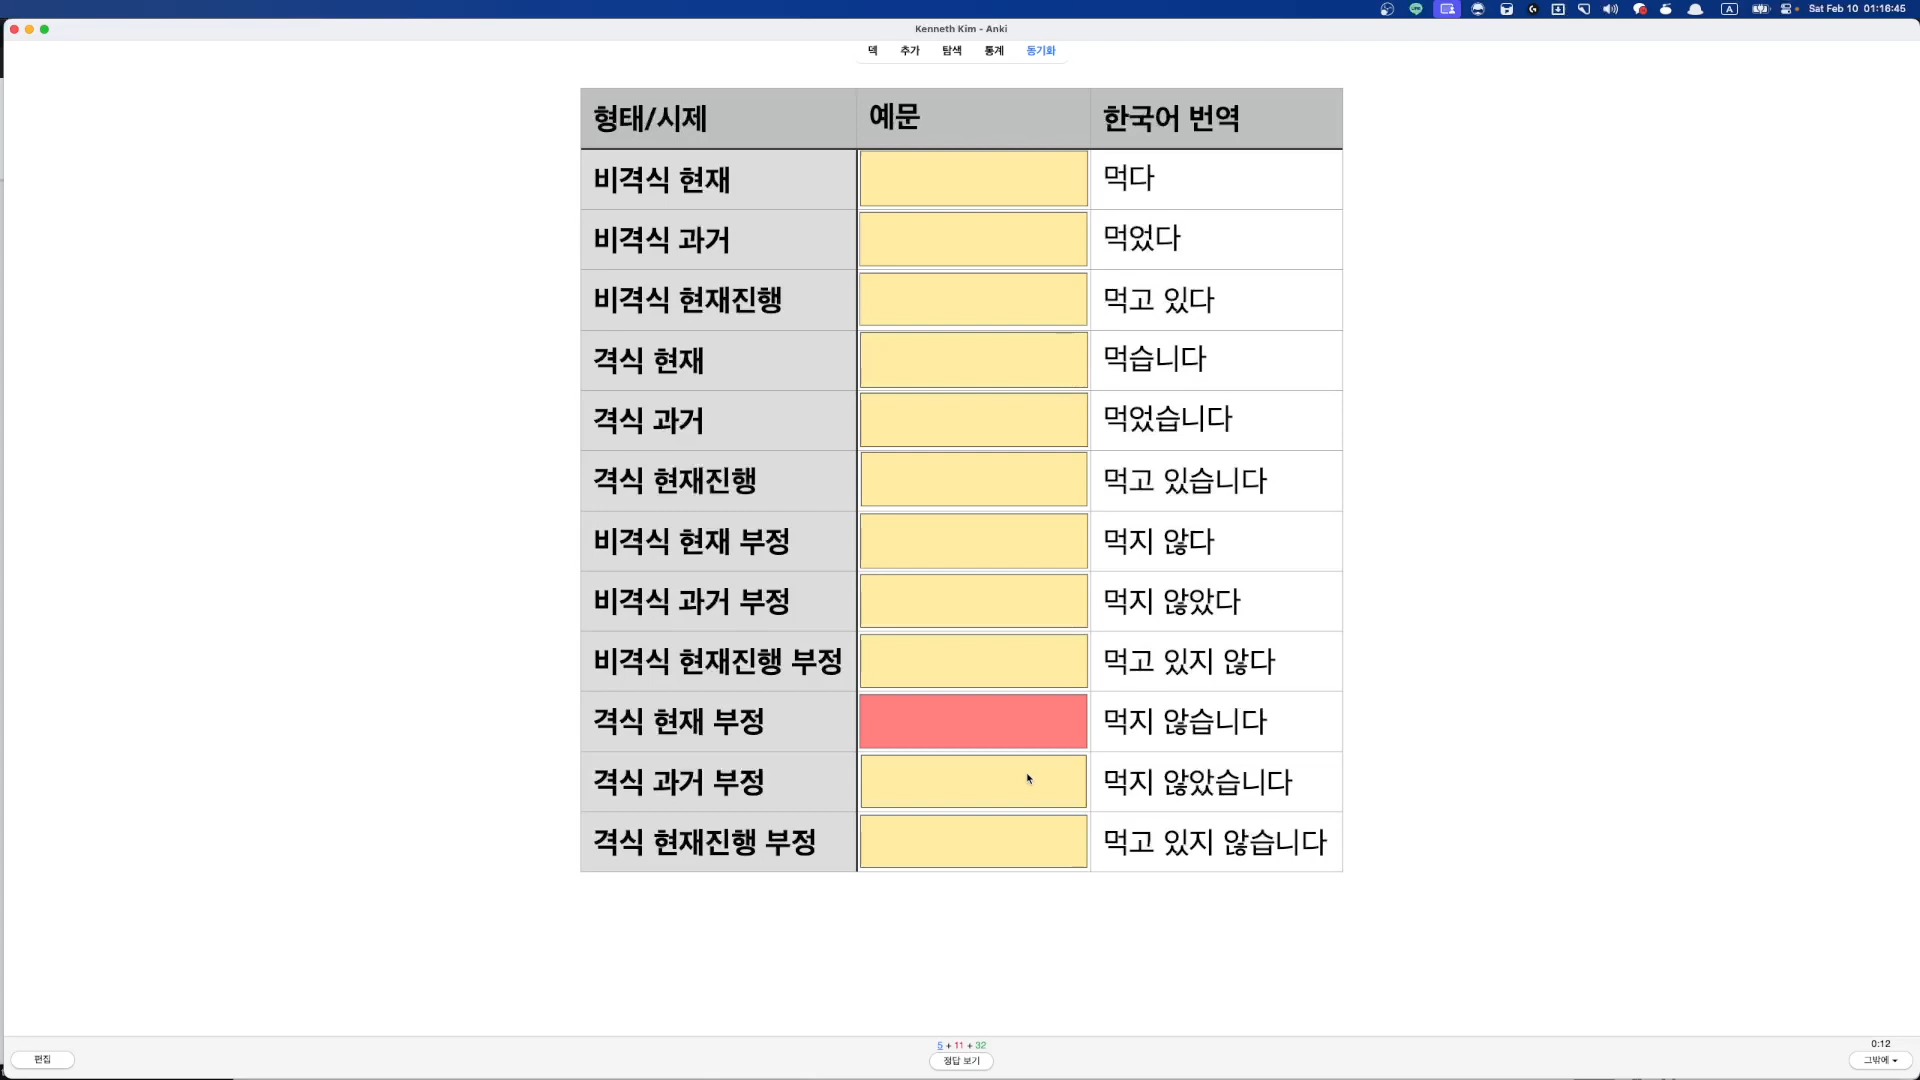 Sat Feb 10 01:16:45
Kenneth Kim - Anki
덱 추가 탐색 통계 동기화
형태/시제 예문 한국어 번역
비격식 현재 먹다
비격식 과거 먹었다
비격식 현재진행 먹고 있다
격식 현재 먹습니다
격식 과거 먹었습니다
격식 현재진행 먹고 있습니다
비격식 현재 부정 먹지 않다
비격식 과거 부정 먹지 않았다
비격식 현재진행 부정 먹고 있지 않다
격식 현재 부정 먹지 않습니다
격식 과거 부정 먹지 않았습니다
격식 현재진행 부정 먹고 있지 않습니다
5 + 11 + 32 0:12
편집 정답 보기 그밖에